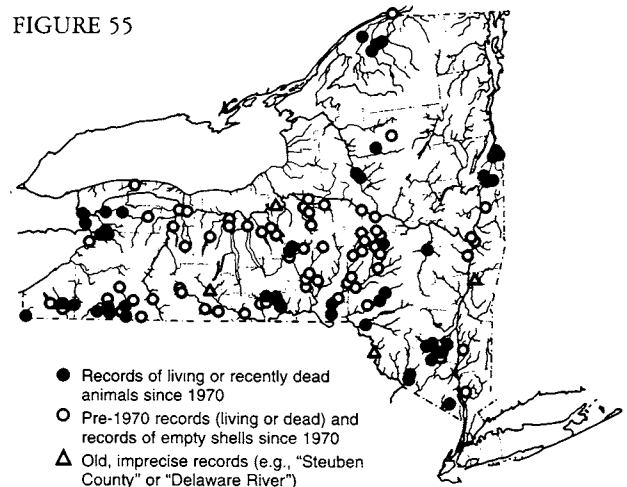 FIGURE 55
Records of living or recently dead
animals since 1970
Pre-1970 records (living or dead) and
records of empty shells since 1970
Old, imprecise records (e.g., “Steuben
County” or “Delaware River”)